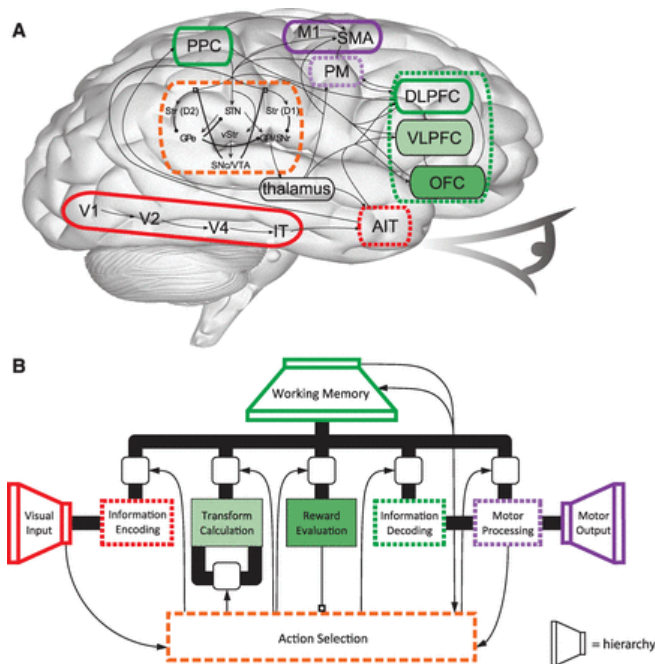 A
PPC
M1
SMA
PM
DLPFC
VLPFC
OFC
Str (D2)
STN
Str (D1)
GPe
vStr
GPi/SNr
SNc/VTA
thalamus
V1
V2
V4
IT
AIT
B
Working Memory
Visual
Input
Information
Encoding
Transform
Calculation
Reward
Evaluation
Information
Decoding
Motor
Processing
Motor
Output
Action Selection
= hierarchy